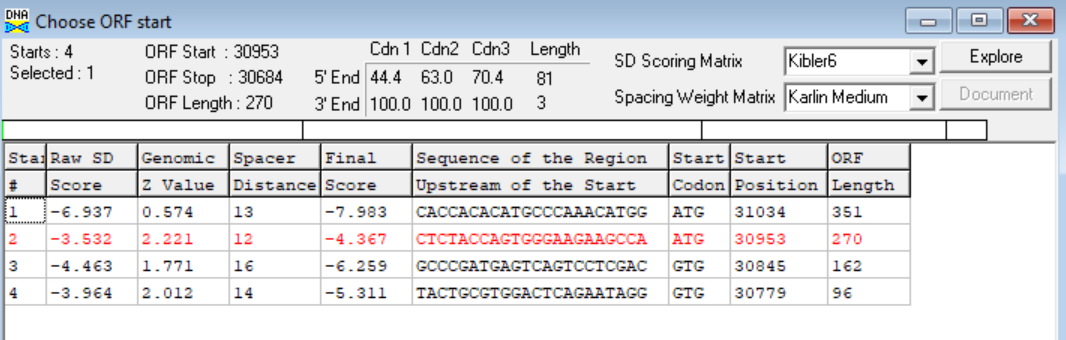 DNA Choose ORF start
Starts : 4 ORF Start : 30953 Cdn 1 Cdn2 Cdn3 Length SD Scoring Matrix Kibler6 Explore
Selected : 1 ORF Stop : 30684 5' End 44.4 63.0 70.4 81
ORF Length : 270 3' End 100.0 100.0 100.0 3 Spacing Weight Matrix Karlin Medium Document
Star Raw SD Genomic Spacer Final Sequence of the Region Start Start ORF
# Score Z Value Distance Score Upstream of the Start Codon Position Length
1 -6.937 0.574 13 -7.983 CACCACACATGCCCAAACATGG ATG 31034 351
2 -3.532 2.221 12 -4.367 CTCTACCAGTGGGAAGAAGCCA ATG 30953 270
3 -4.463 1.771 16 -6.259 GCCCGATGAGTCAGTCCTCGAC GTG 30845 162
4 -3.964 2.012 14 -5.311 TACTGCGTGGACTCAGAATAGG GTG 30779 96